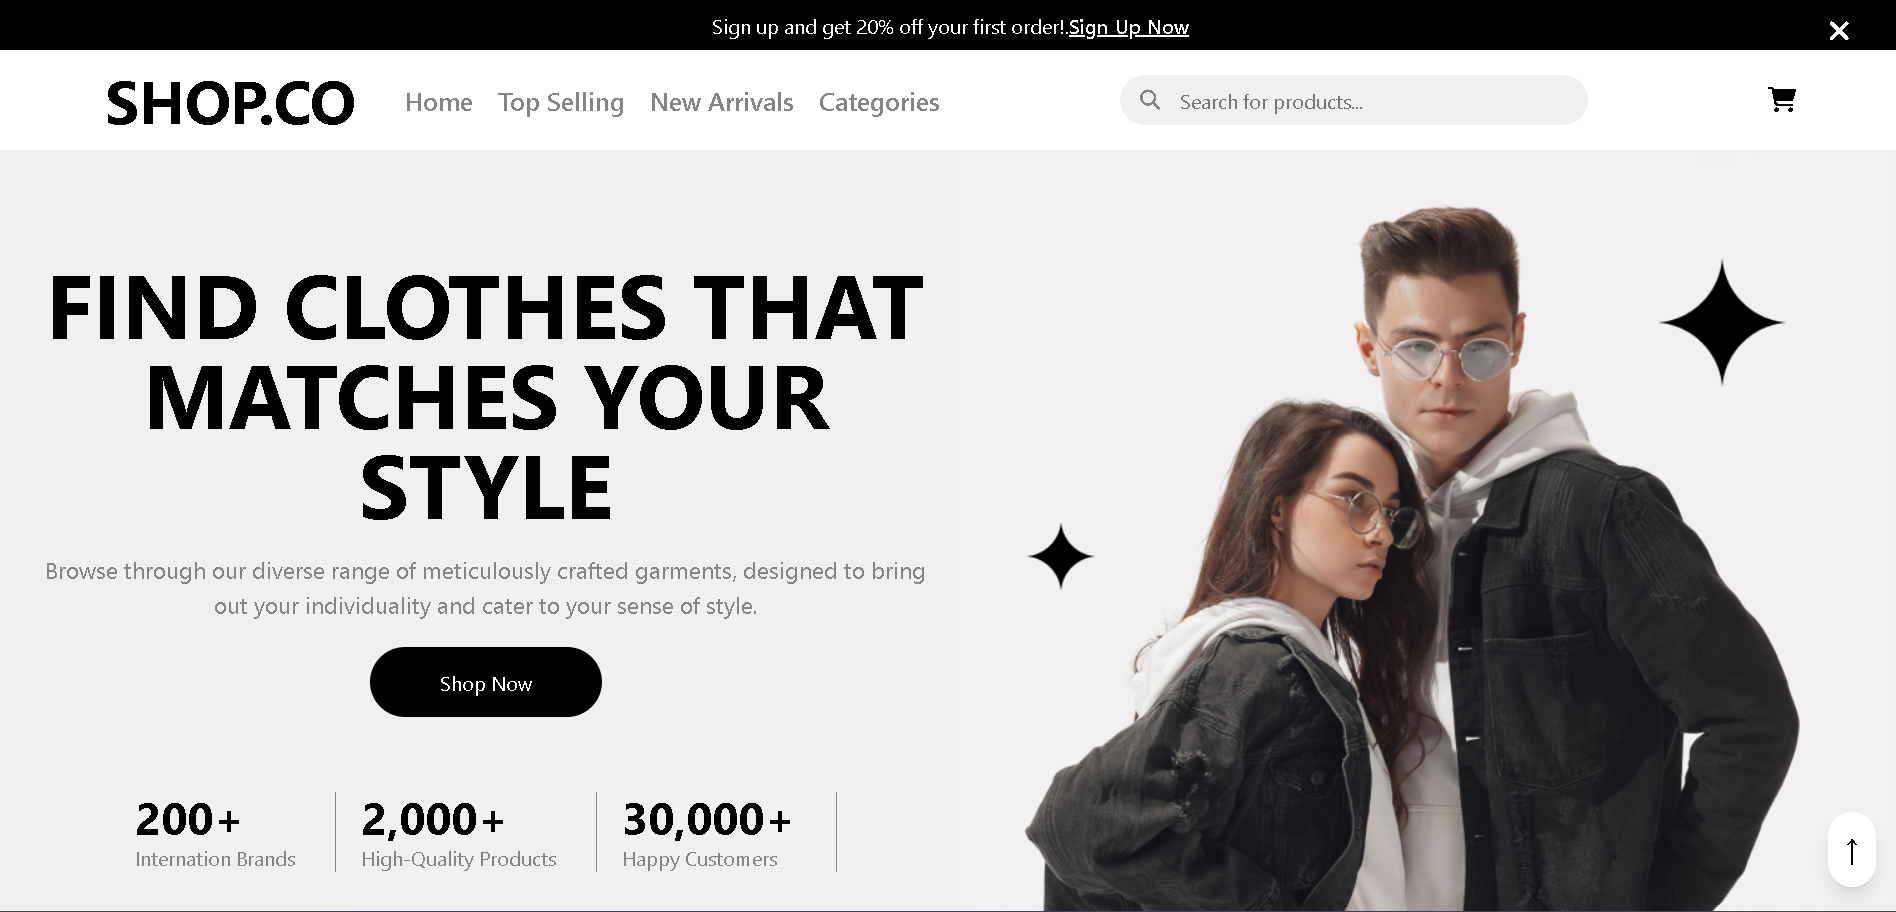 Sign up and get 20% off your first order!.Sign Up Now
SHOP.CO
Home
Top Selling
New Arrivals
Categories
Search for products...
FIND CLOTHES THAT
MATCHES YOUR
STYLE
Browse through our diverse range of meticulously crafted garments, designed to bring
out your individuality and cater to your sense of style.
Shop Now
200+
Internation Brands
2,000+
High-Quality Products
30,000+
Happy Customers